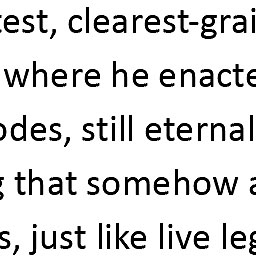 test, clearest-grai
where he enacte
odes, still eternal
g that somehow a
s, just like live leg